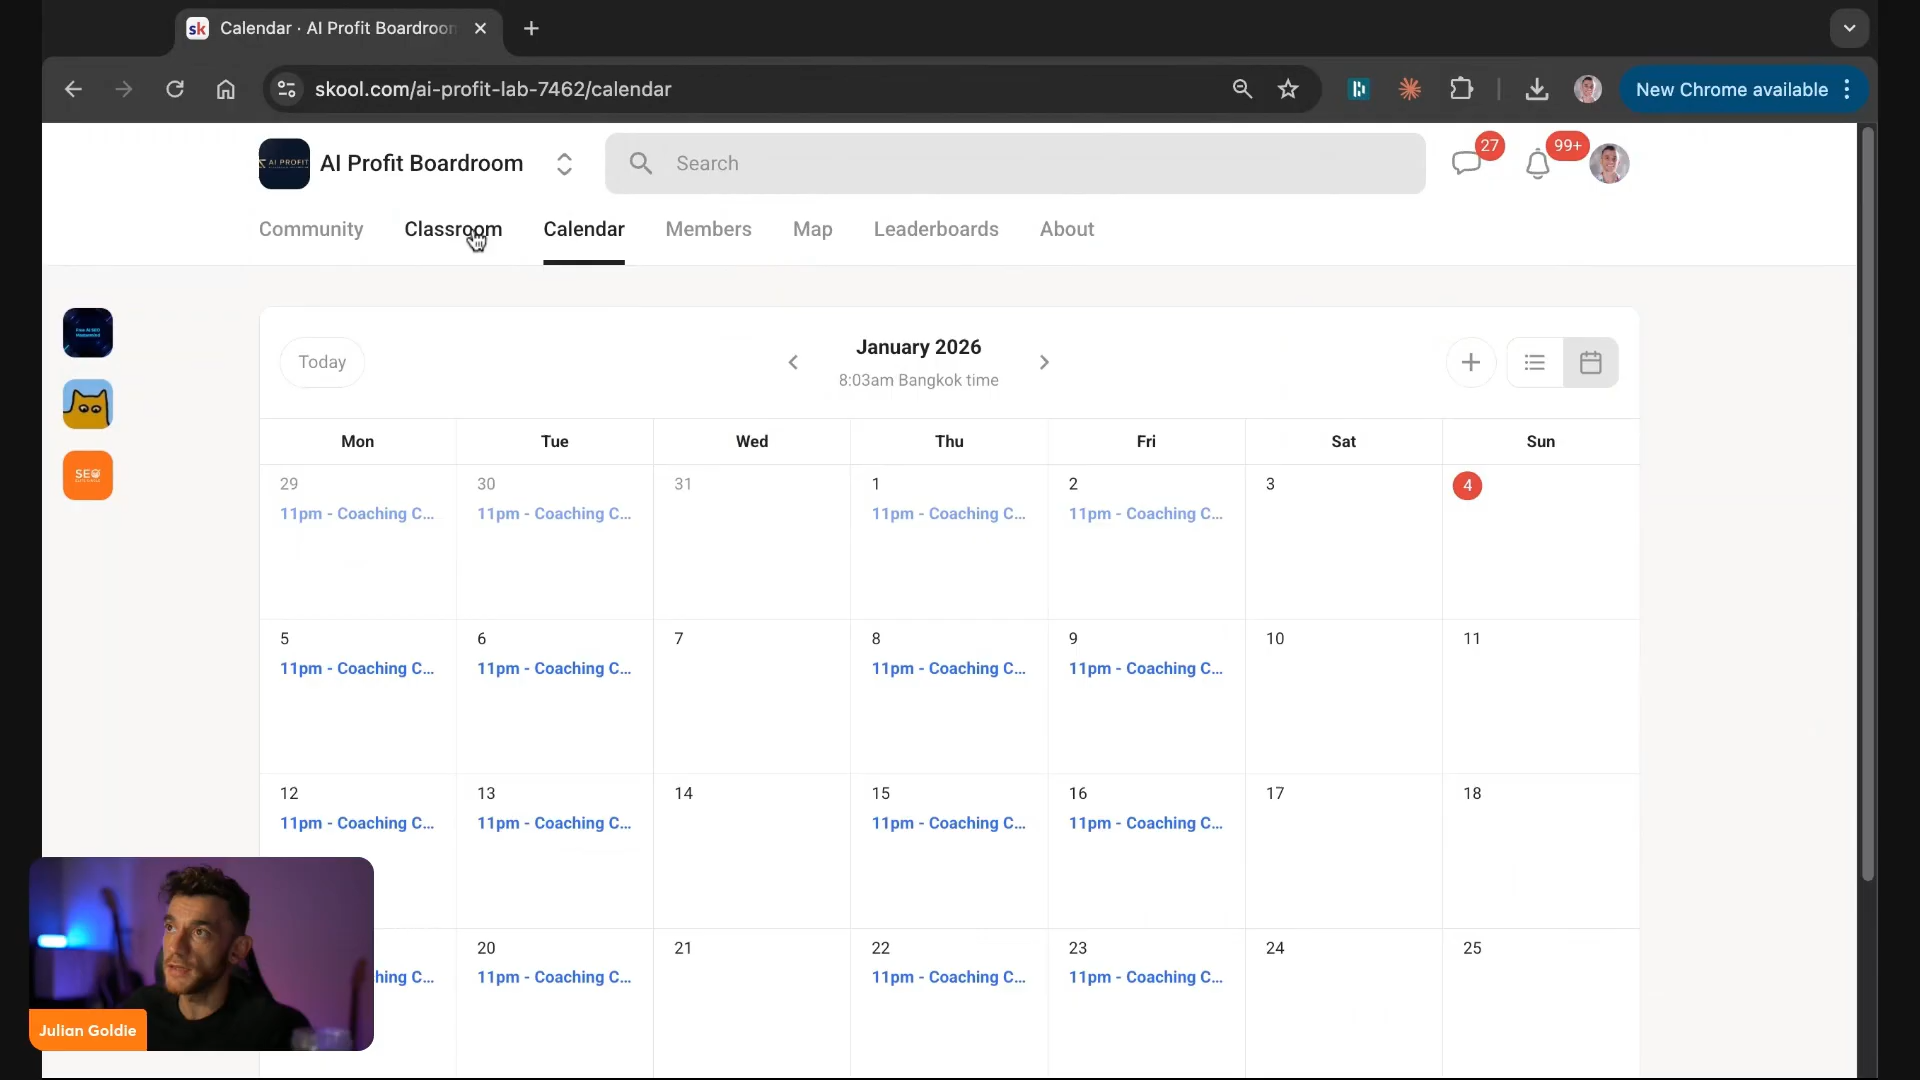 sk Calendar · AI Profit Boardroom
skool.com/ai-profit-lab-7462/calendar
New Chrome available
AI PROFIT
AI Profit Boardroom
Search
27
99+
Community Classroom Calendar Members Map Leaderboards About
Today
January 2026
8:03am Bangkok time
Mon Tue Wed Thu Fri Sat Sun
29 30 31 1 2 3 4
11pm - Coaching C... 11pm - Coaching C... 11pm - Coaching C... 11pm - Coaching C...
5 6 7 8 9 10 11
11pm - Coaching C... 11pm - Coaching C... 11pm - Coaching C... 11pm - Coaching C...
12 13 14 15 16 17 18
11pm - Coaching C... 11pm - Coaching C... 11pm - Coaching C... 11pm - Coaching C...
20 21 22 23 24 25
hing C... 11pm - Coaching C... 11pm - Coaching C... 11pm - Coaching C...
SEO
Julian Goldie